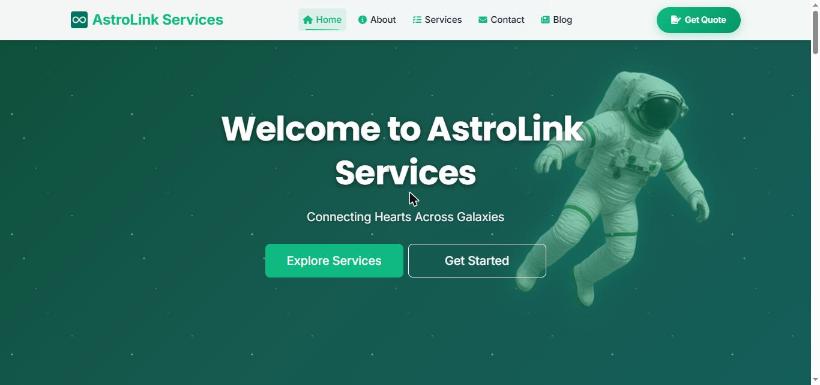 AstroLink Services
Home
About
Services
Contact
Blog
Get Quote
Welcome to AstroLink
Services
Connecting Hearts Across Galaxies
Explore Services
Get Started